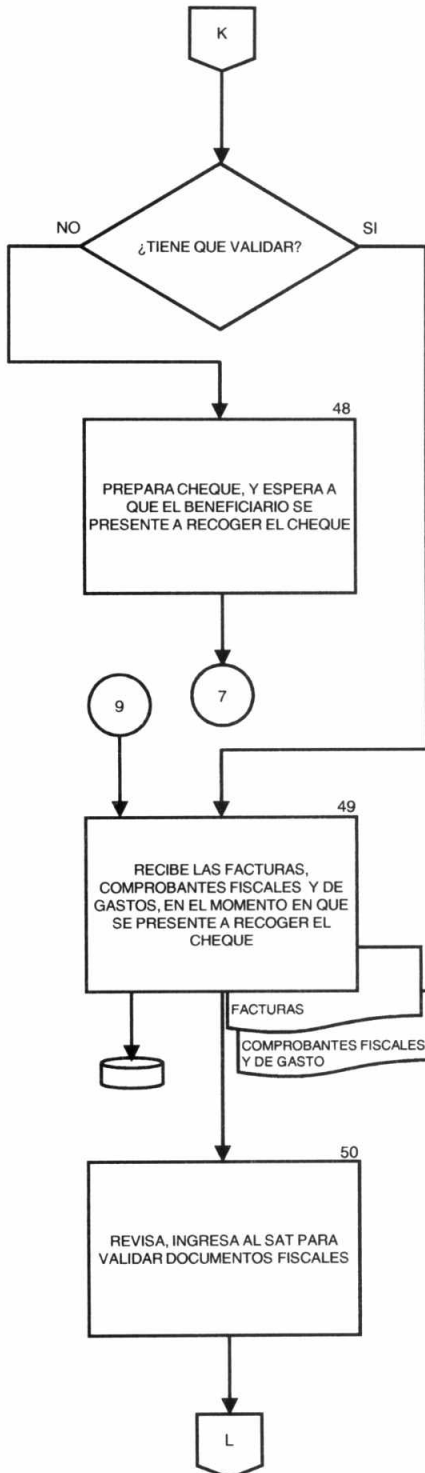 K
NO
¿TIENE QUE VALIDAR?
SI
48
PREPARA CHEQUE, Y ESPERA A
QUE EL BENEFICIARIO SE
PRESENTE A RECOGER EL CHEQUE
9
7
49
RECIBE LAS FACTURAS,
COMPROBANTES FISCALES Y DE
GASTOS, EN EL MOMENTO EN QUE
SE PRESENTE A RECOGER EL
CHEQUE
FACTURAS
COMPROBANTES FISCALES
Y DE GASTO
50
REVISA, INGRESA AL SAT PARA
VALIDAR DOCUMENTOS FISCALES
L